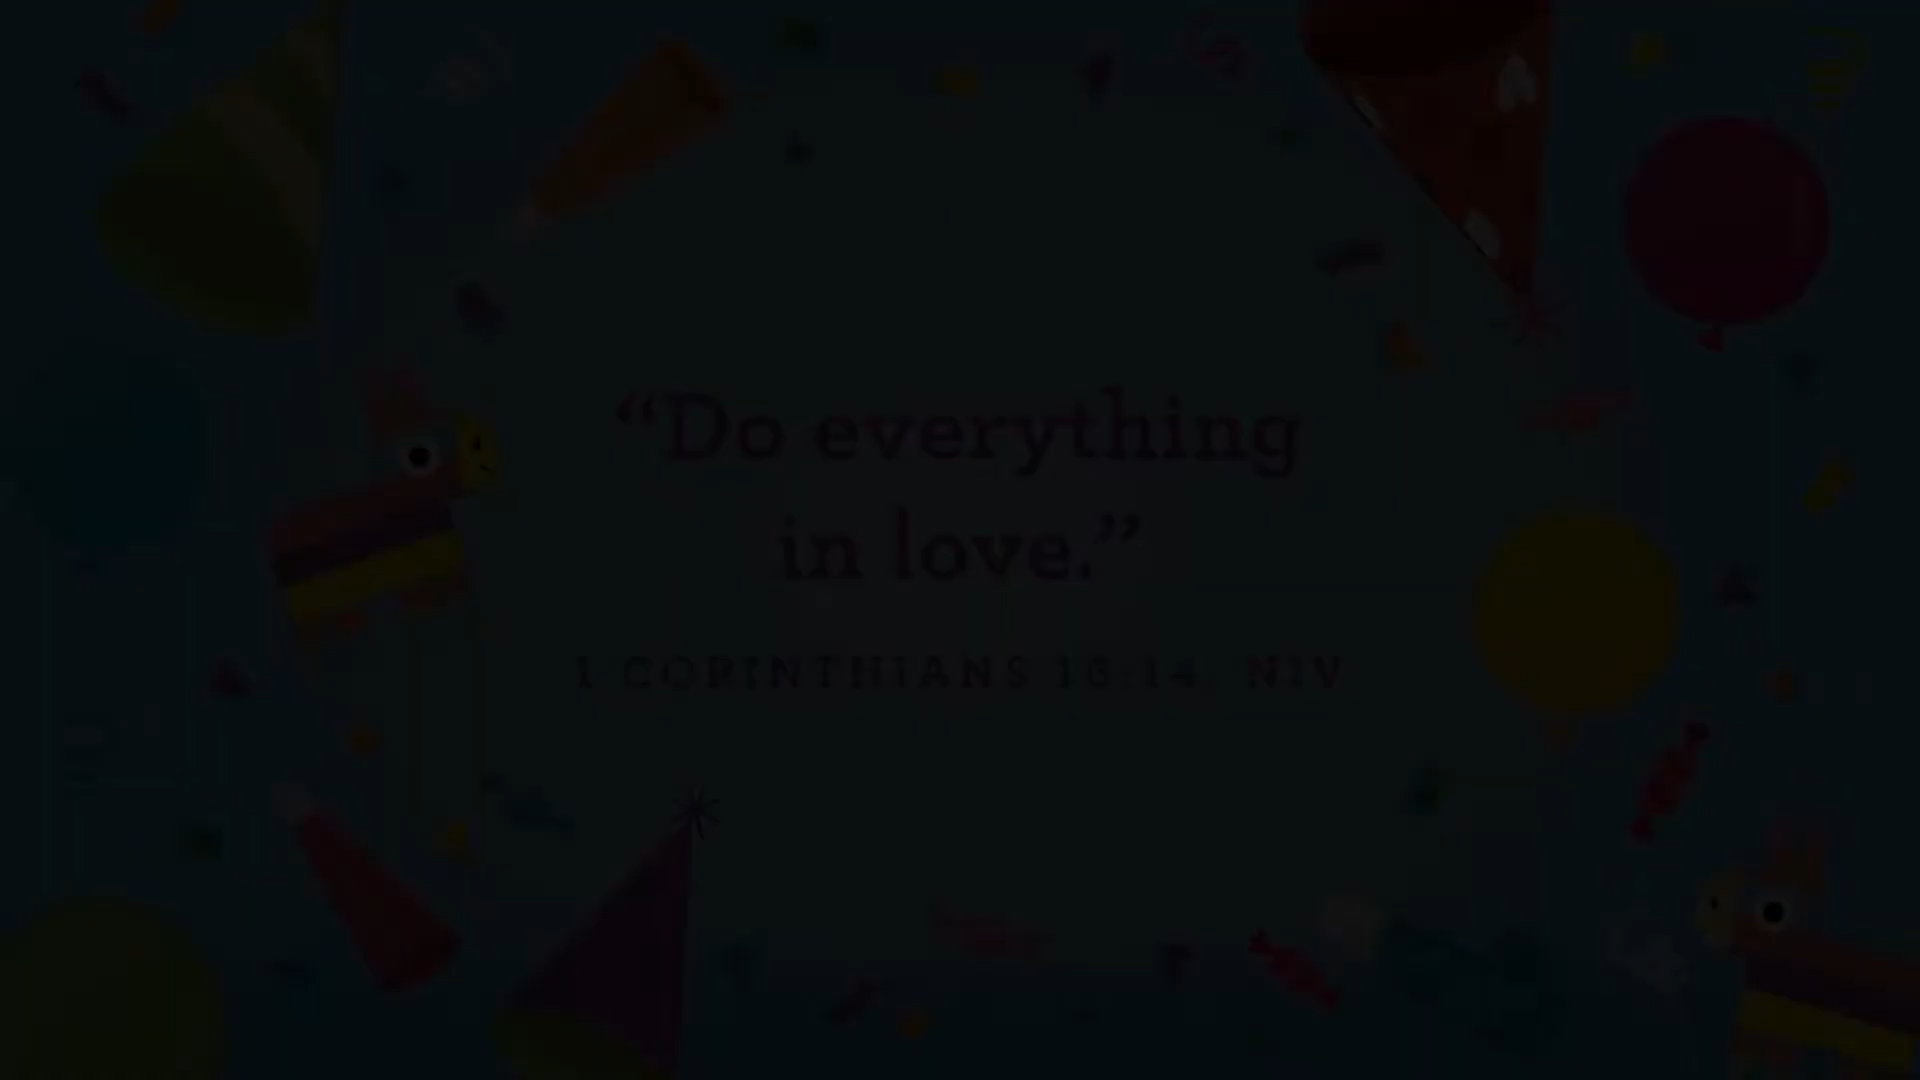 “Do everything
in love.”
1 CORINTHIANS 16:14, NIV